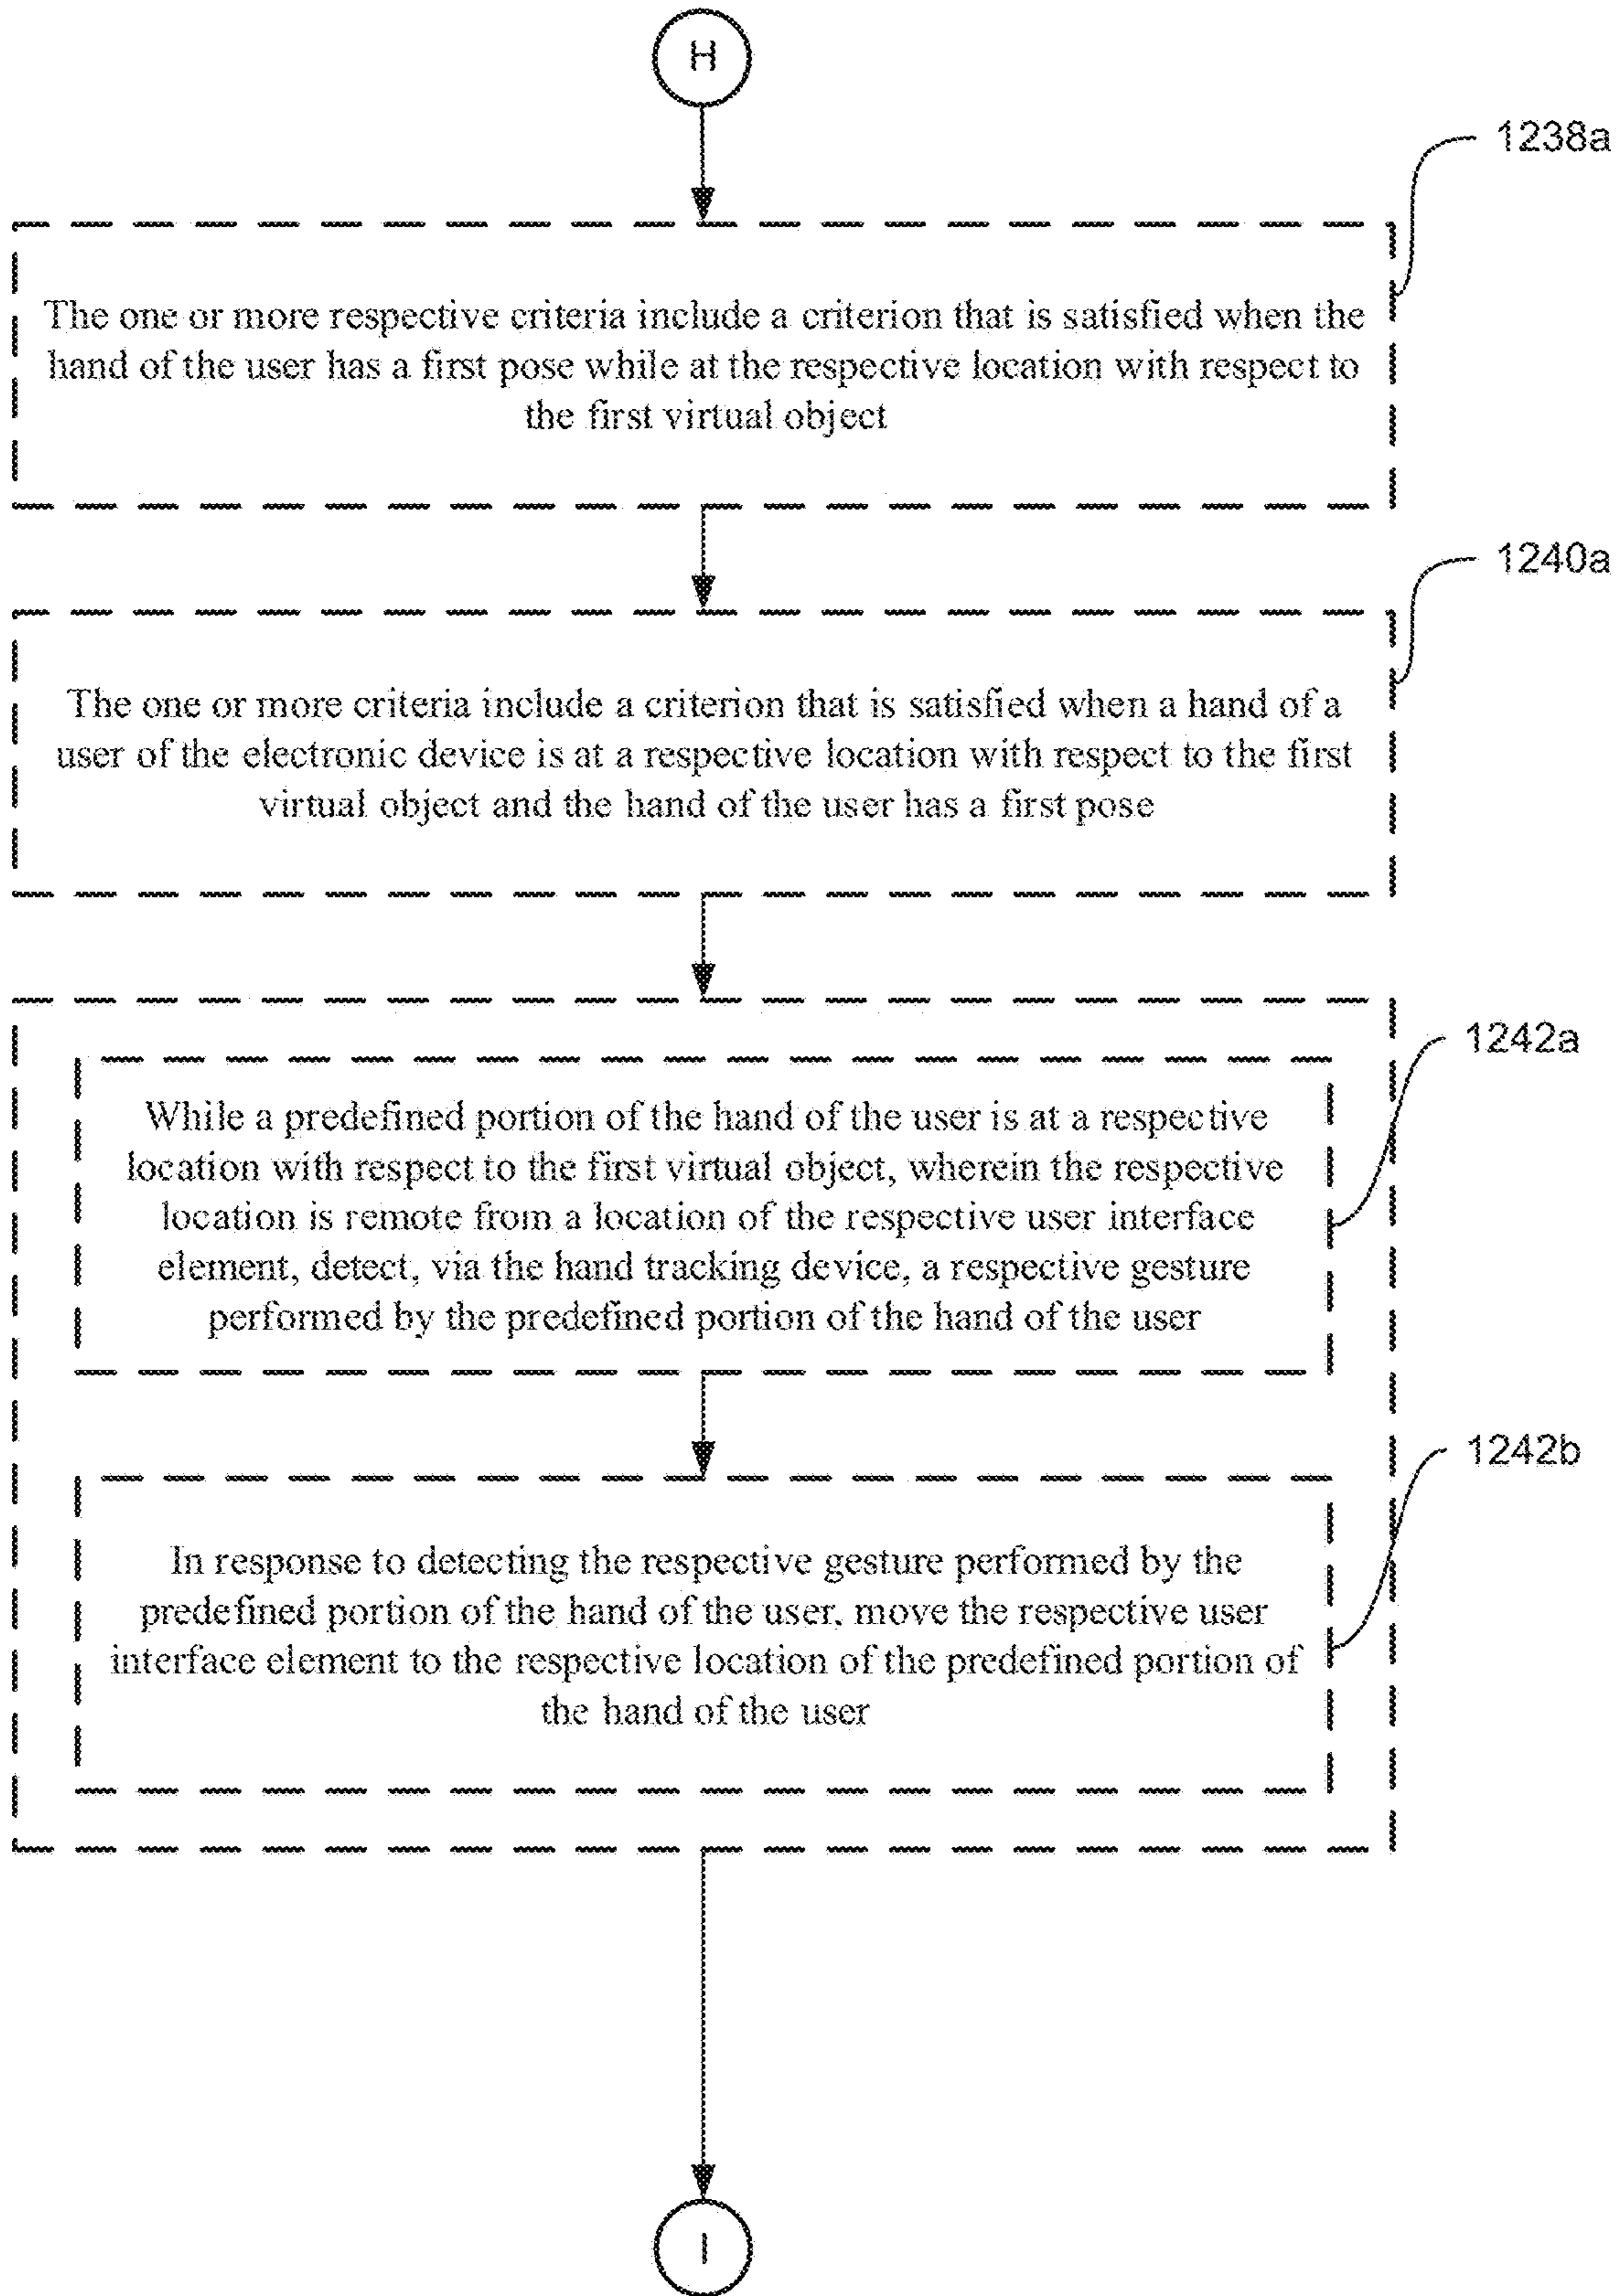 H
1238a
The one or more respective criteria include a criterion that is satisfied when the
hand of the user has a first pose while at the respective location with respect to
the first virtual object
1240a
The one or more criteria include a criterion that is satisfied when a hand of a
user of the electronic device is at a respective location with respect to the first
virtual object and the hand of the user has a first pose
1242a
While a predefined portion of the hand of the user is at a respective
location with respect to the first virtual object, wherein the respective
location is remote from a location of the respective user interface
element, detect, via the hand tracking device, a respective gesture
performed by the predefined portion of the hand of the user
1242b
In response to detecting the respective gesture performed by the
predefined portion of the hand of the user, move the respective user
interface element to the respective location of the predefined portion of
the hand of the user
I